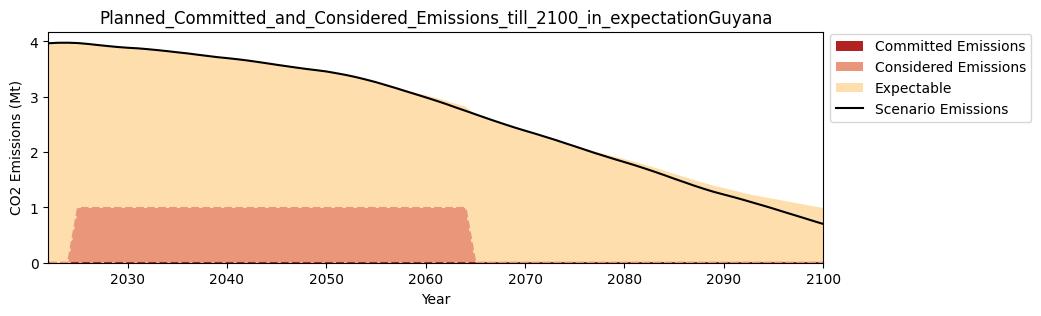 Planned_Committed_and_Considered_Emissions_till_2100_in_expectationGuyana
CO2 Emissions (Mt)
4
3
2
1
0
2030 2040 2050 2060 2070 2080 2090 2100
Year
Committed Emissions
Considered Emissions
Expectable
Scenario Emissions